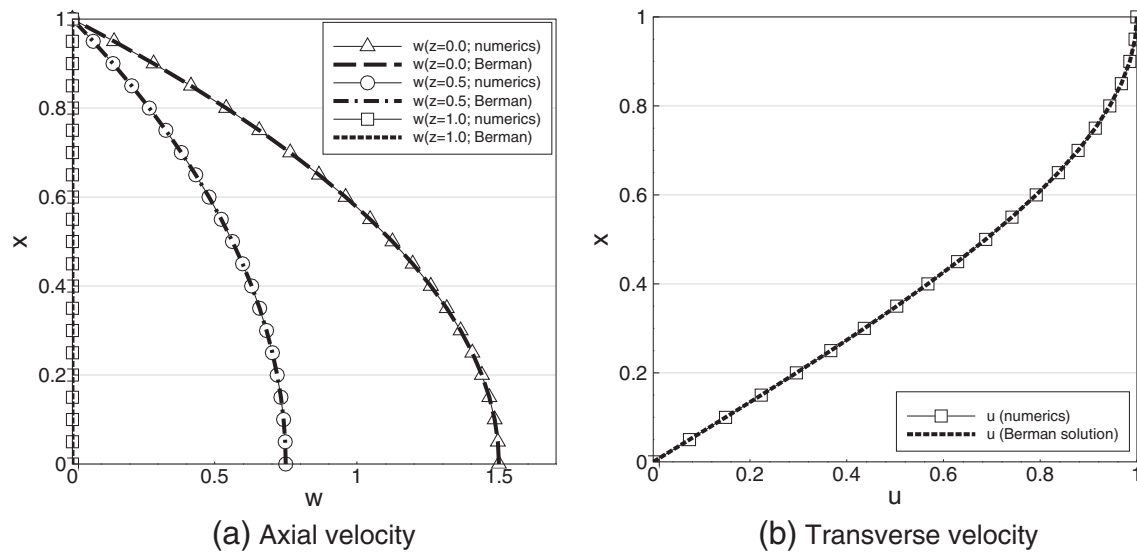 1
0.8
0.6
0.4
0.2
0
x
0
0.5
1
1.5
w
w(z=0.0; numerics)
w(z=0.0; Berman)
w(z=0.5; numerics)
w(z=0.5; Berman)
w(z=1.0; numerics)
w(z=1.0; Berman)
(a) Axial velocity
1
0.8
0.6
0.4
0.2
0
x
0
0.2
0.4
0.6
0.8
1
u
u (numerics)
u (Berman solution)
(b) Transverse velocity